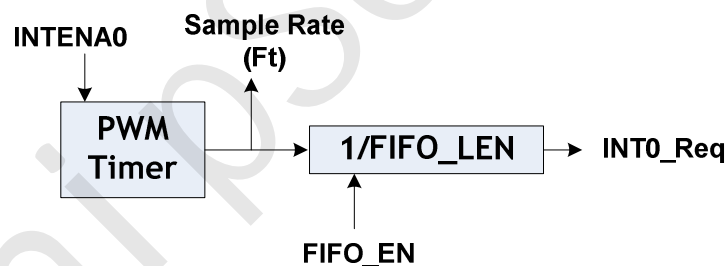 INTENA0
Sample Rate
(Ft)
PWM
Timer
1/FIFO_LEN
INT0_Req
FIFO_EN